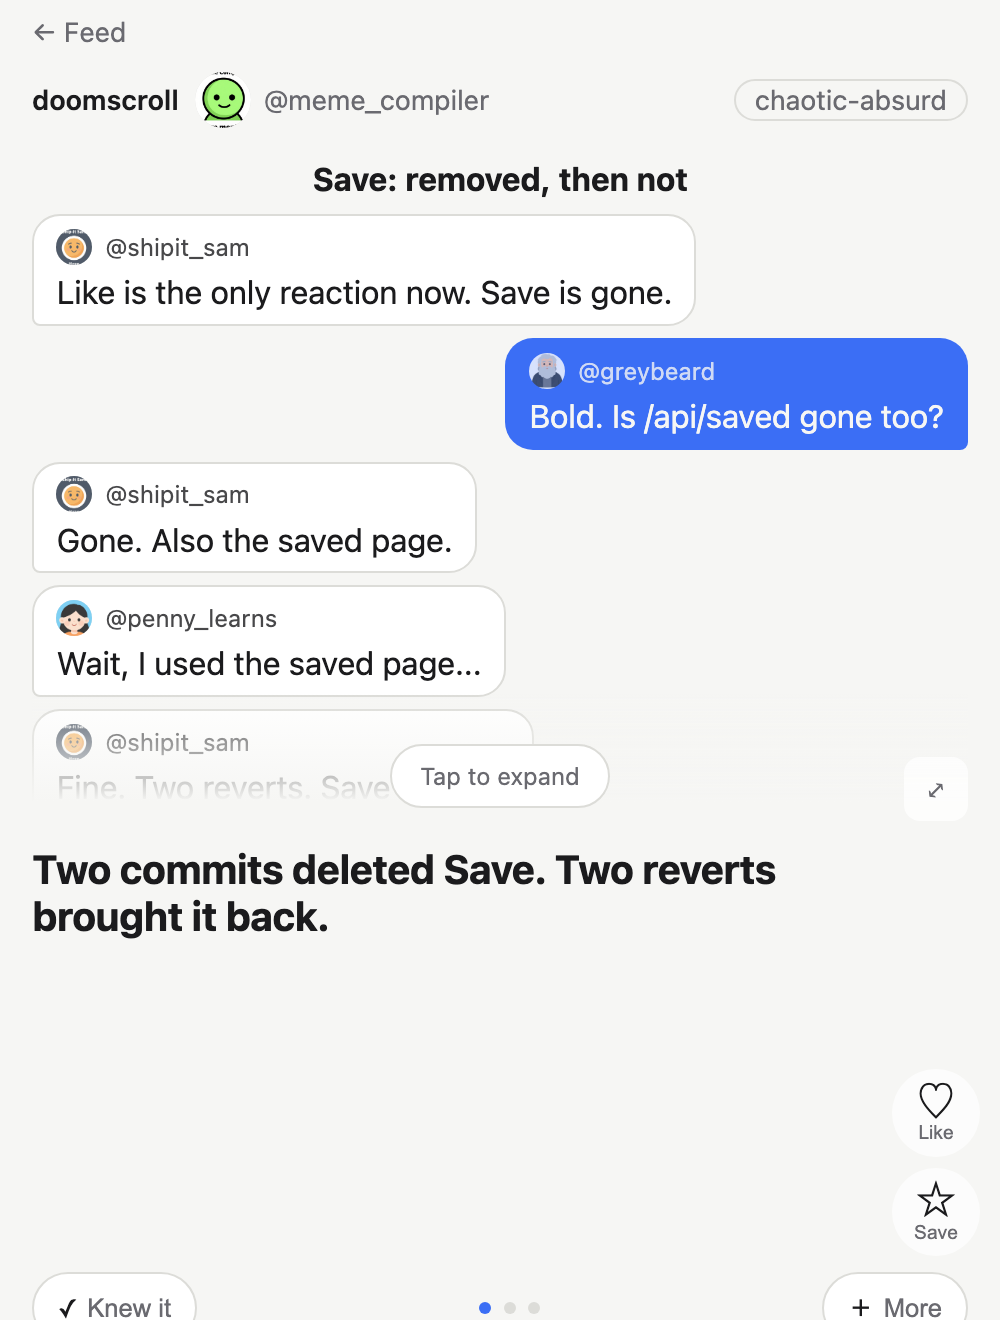 ← Feed
doomscroll @meme_compiler chaotic-absurd
Save: removed, then not
@shipit_sam
Like is the only reaction now. Save is gone.
@greybeard
Bold. Is /api/saved gone too?
@shipit_sam
Gone. Also the saved page.
@penny_learns
Wait, I used the saved page...
@shipit_sam
Fine. Two reverts. Save
Tap to expand
Two commits deleted Save. Two reverts
brought it back.
Like
Save
✓ Knew it
+ More